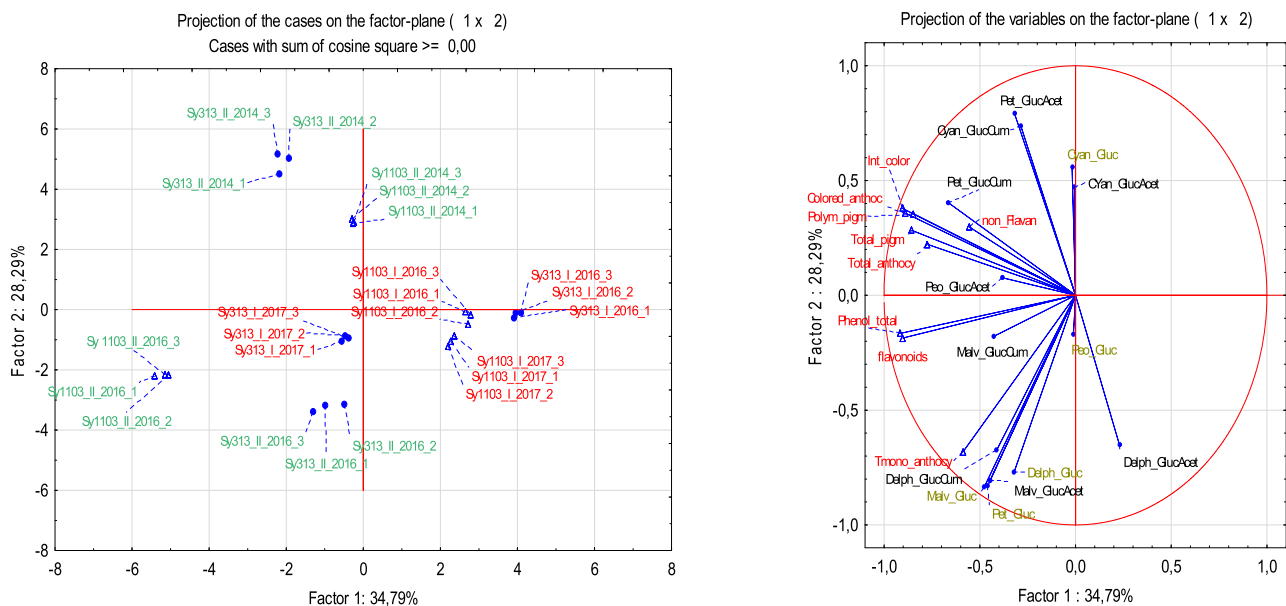 Projection of the cases on the factor-plane ( 1 x 2)
Cases with sum of cosine square >= 0,00
8
6
4
2
0
-2
-4
-6
-8
-8
-6
-4
-2
0
2
4
6
8
Factor 2: 28,29%
Factor 1: 34,79%
Sy313_II_2014_3
Sy313_II_2014_2
Sy313_II_2014_1
Sy1103_II_2014_3
Sy1103_II_2014_2
Sy1103_II_2014_1
Sy1103_I_2016_3
Sy1103_I_2016_1
Sy1103_I_2016_2
Sy313_I_2016_3
Sy313_I_2016_2
Sy313_I_2016_1
Sy313_I_2017_3
Sy313_I_2017_2
Sy313_I_2017_1
Sy1103_I_2017_3
Sy1103_I_2017_1
Sy1103_I_2017_2
Sy 1103_II_2016_3
Sy1103_II_2016_1
Sy1103_II_2016_2
Sy313_II_2016_3
Sy313_II_2016_2
Sy313_II_2016_1
Projection of the variables on the factor-plane ( 1 x 2)
1,0
0,5
0,0
-0,5
-1,0
-1,0
-0,5
0,0
0,5
1,0
Factor 2 : 28,29%
Factor 1 : 34,79%
Pet_GlucAcet
Cyan_GlucCum
Cyan_Gluc
Int_color
Pet_GlucCum
CYan_GlucAcet
Colored_anthoc
Polym_pigm
non_Flavan
Total_pigm
Total_anthocy
Peo_GlucAcet
Phenol_total
flavonoids
Malv_GlucCum
Peo_Gluc
Tmono_anthocy
Delph_GlucCum
Delph_Gluc
Delph_GlucAcet
Malv_Gluc
Malv_GlucAcet
Pet_Gluc